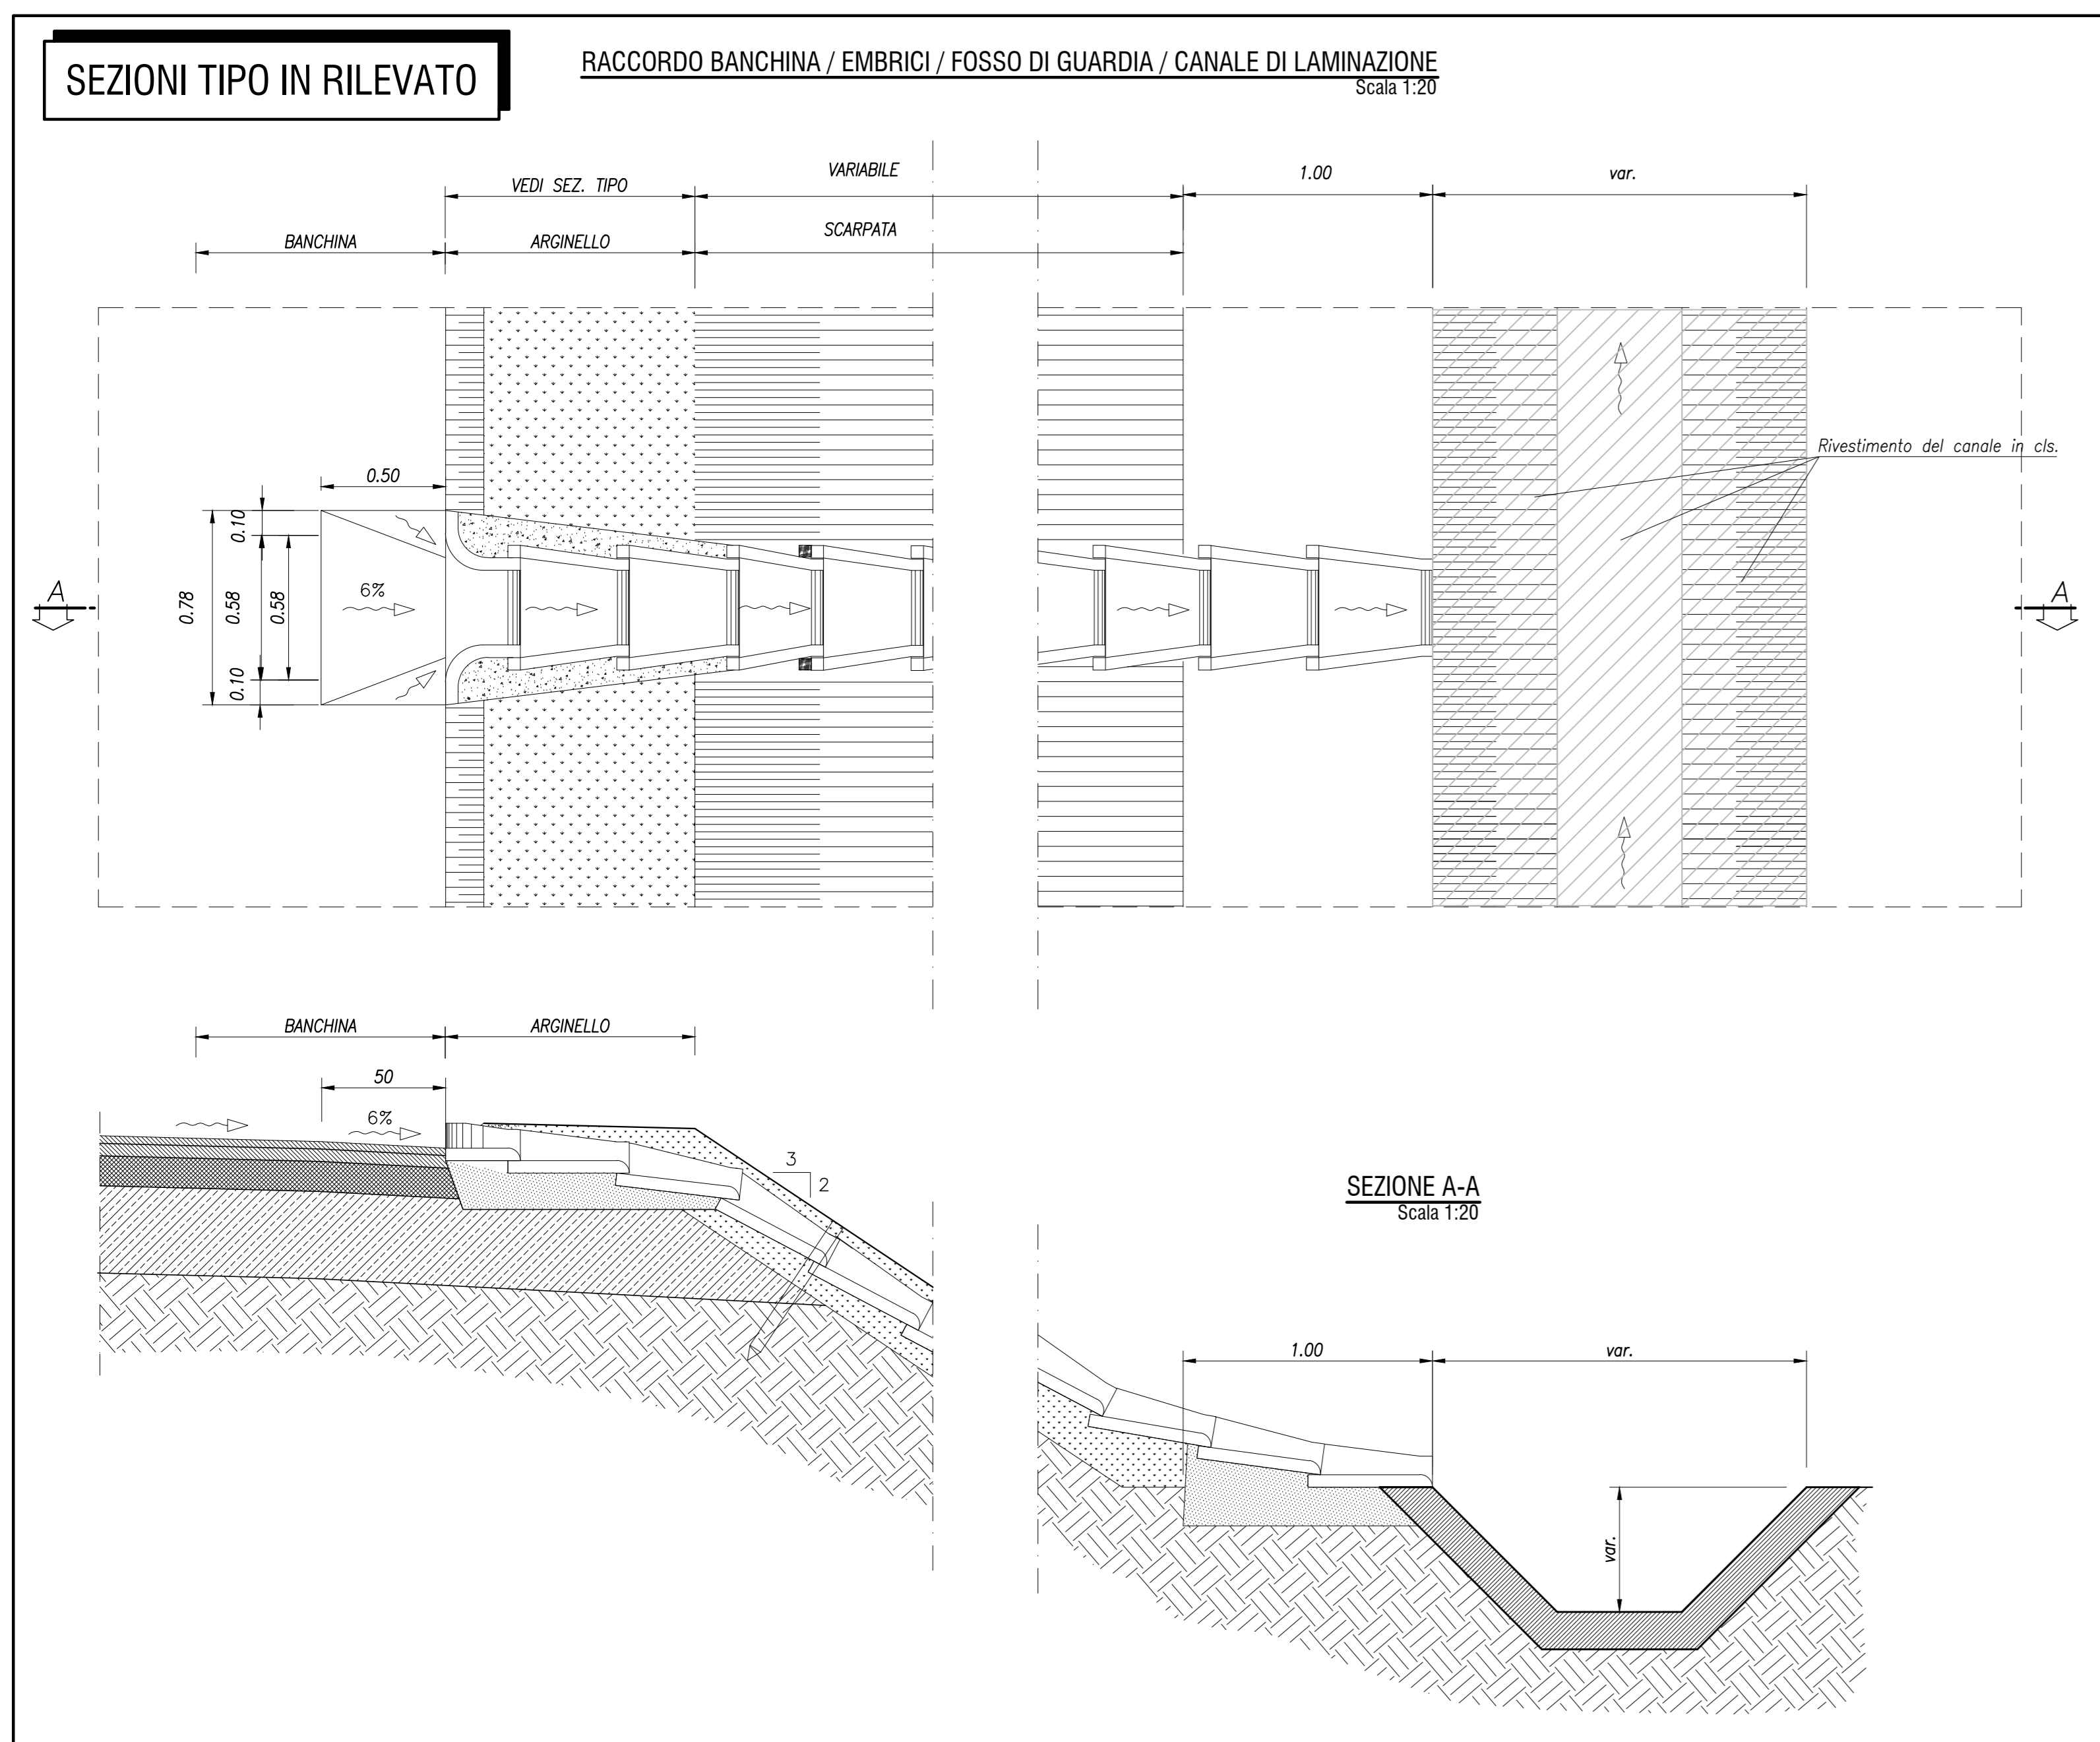 SEZIONI TIPO IN RILEVATO
RACCORDO BANCHINA / EMBRICI / FOSSO DI GUARDIA / CANALE DI LAMINAZIONE
Scala 1:20
VEDI SEZ. TIPO
VARIABILE
1.00
var.
BANCHINA
ARGINELLO
SCARPATA
Rivestimento del canale in cls.
0.50
0.10
0.78
0.58
0.58
0.10
6%
A
A
BANCHINA
ARGINELLO
50
6%
3
2
SEZIONE A-A
Scala 1:20
1.00
var.
var.